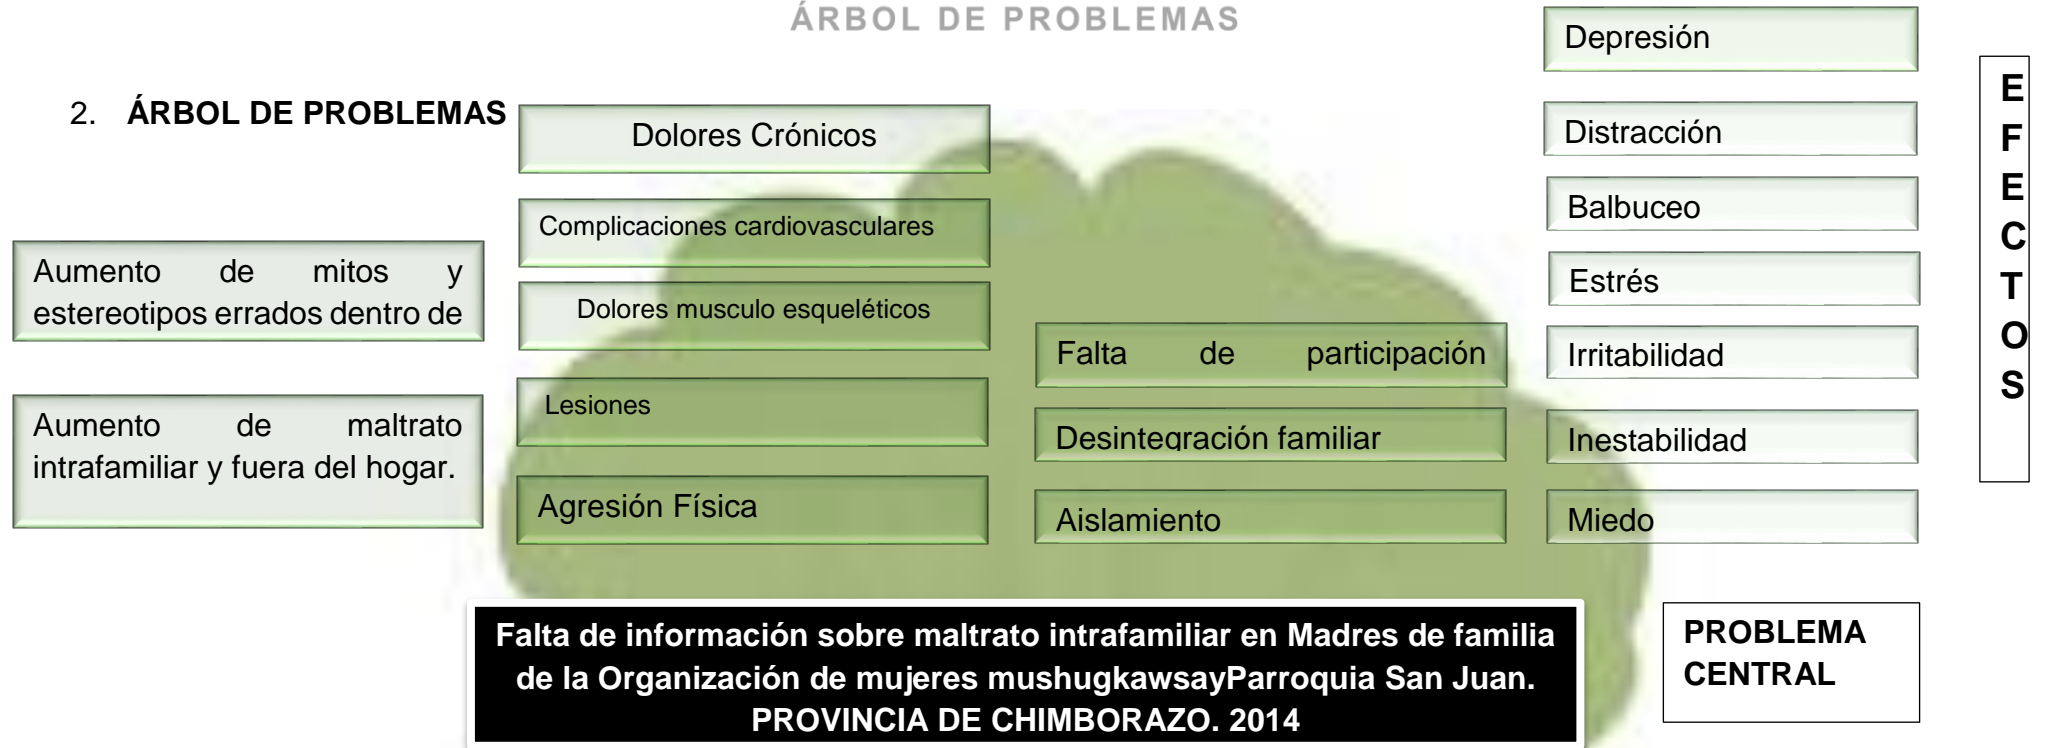 ÁRBOL DE PROBLEMAS
2. ÁRBOL DE PROBLEMAS
Aumento de mitos y
estereotipos errados dentro de
Aumento de maltrato
intrafamiliar y fuera del hogar.
Dolores Crónicos
Complicaciones cardiovasculares
Dolores musculo esqueléticos
Lesiones
Agresión Física
Falta de participación
Desintegración familiar
Aislamiento
Depresión
Distracción
Balbuceo
Estrés
Irritabilidad
Inestabilidad
Miedo
EFECTOS
Falta de información sobre maltrato intrafamiliar en Madres de familia
de la Organización de mujeres mushugkawsayParroquia San Juan.
PROVINCIA DE CHIMBORAZO. 2014
PROBLEMA
CENTRAL